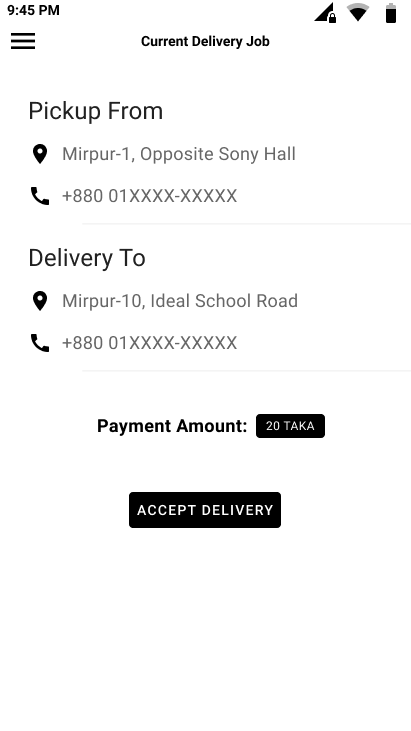 9:45 PM
Current Delivery Job
Pickup From
Mirpur-1, Opposite Sony Hall
+880 01XXXX-XXXXX
Delivery To
Mirpur-10, Ideal School Road
+880 01XXXX-XXXXX
Payment Amount: 20 TAKA
ACCEPT DELIVERY